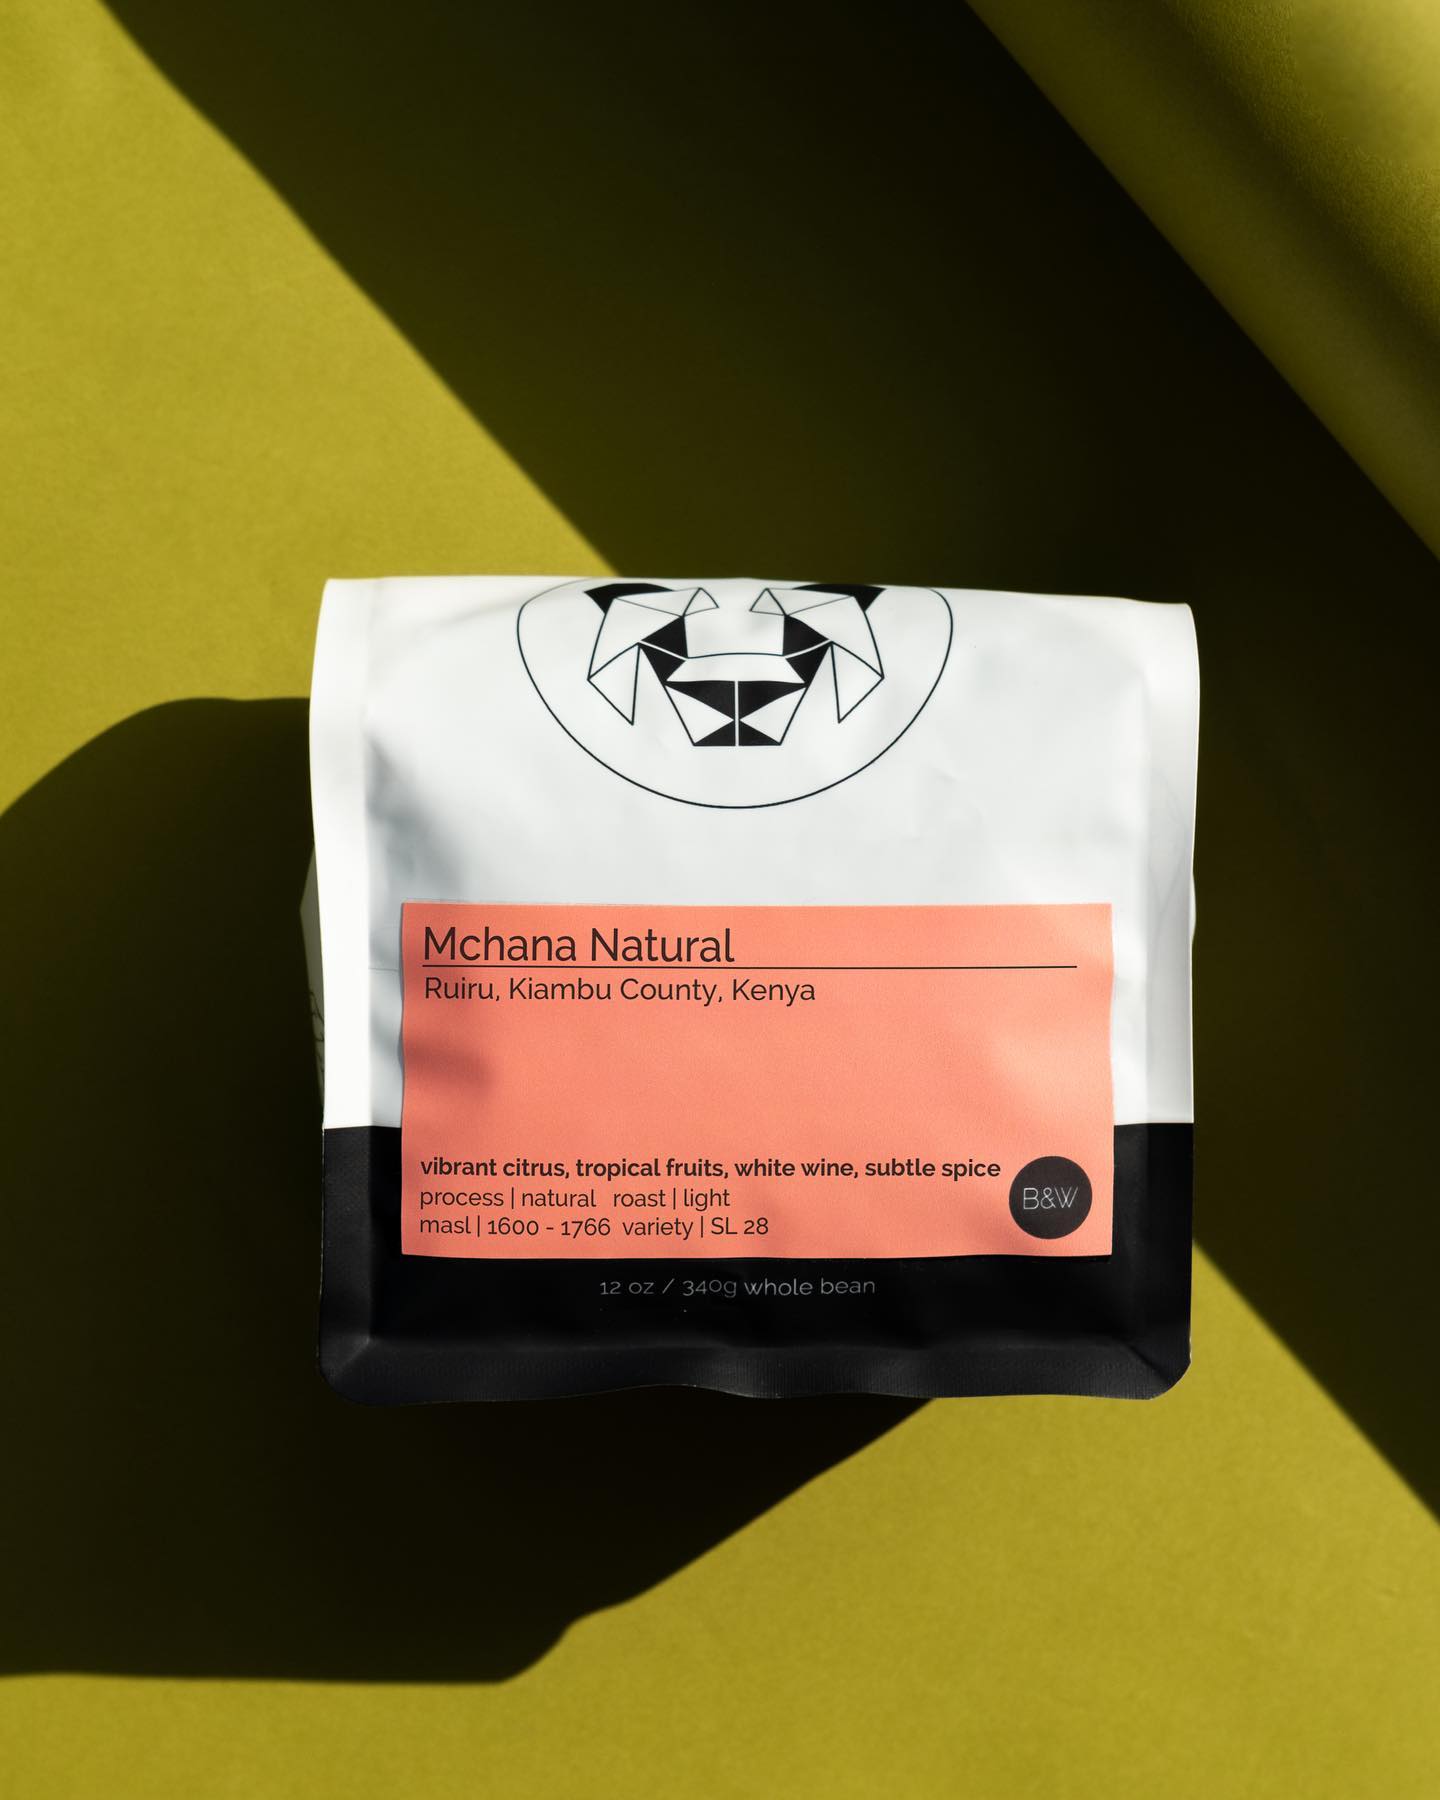 Mchana Natural
Ruiru, Kiambu County, Kenya
vibrant citrus, tropical fruits, white wine, subtle spice
process | natural roast | light
masl | 1600 - 1766 variety | SL 28
B&W
12 oz / 340g whole bean